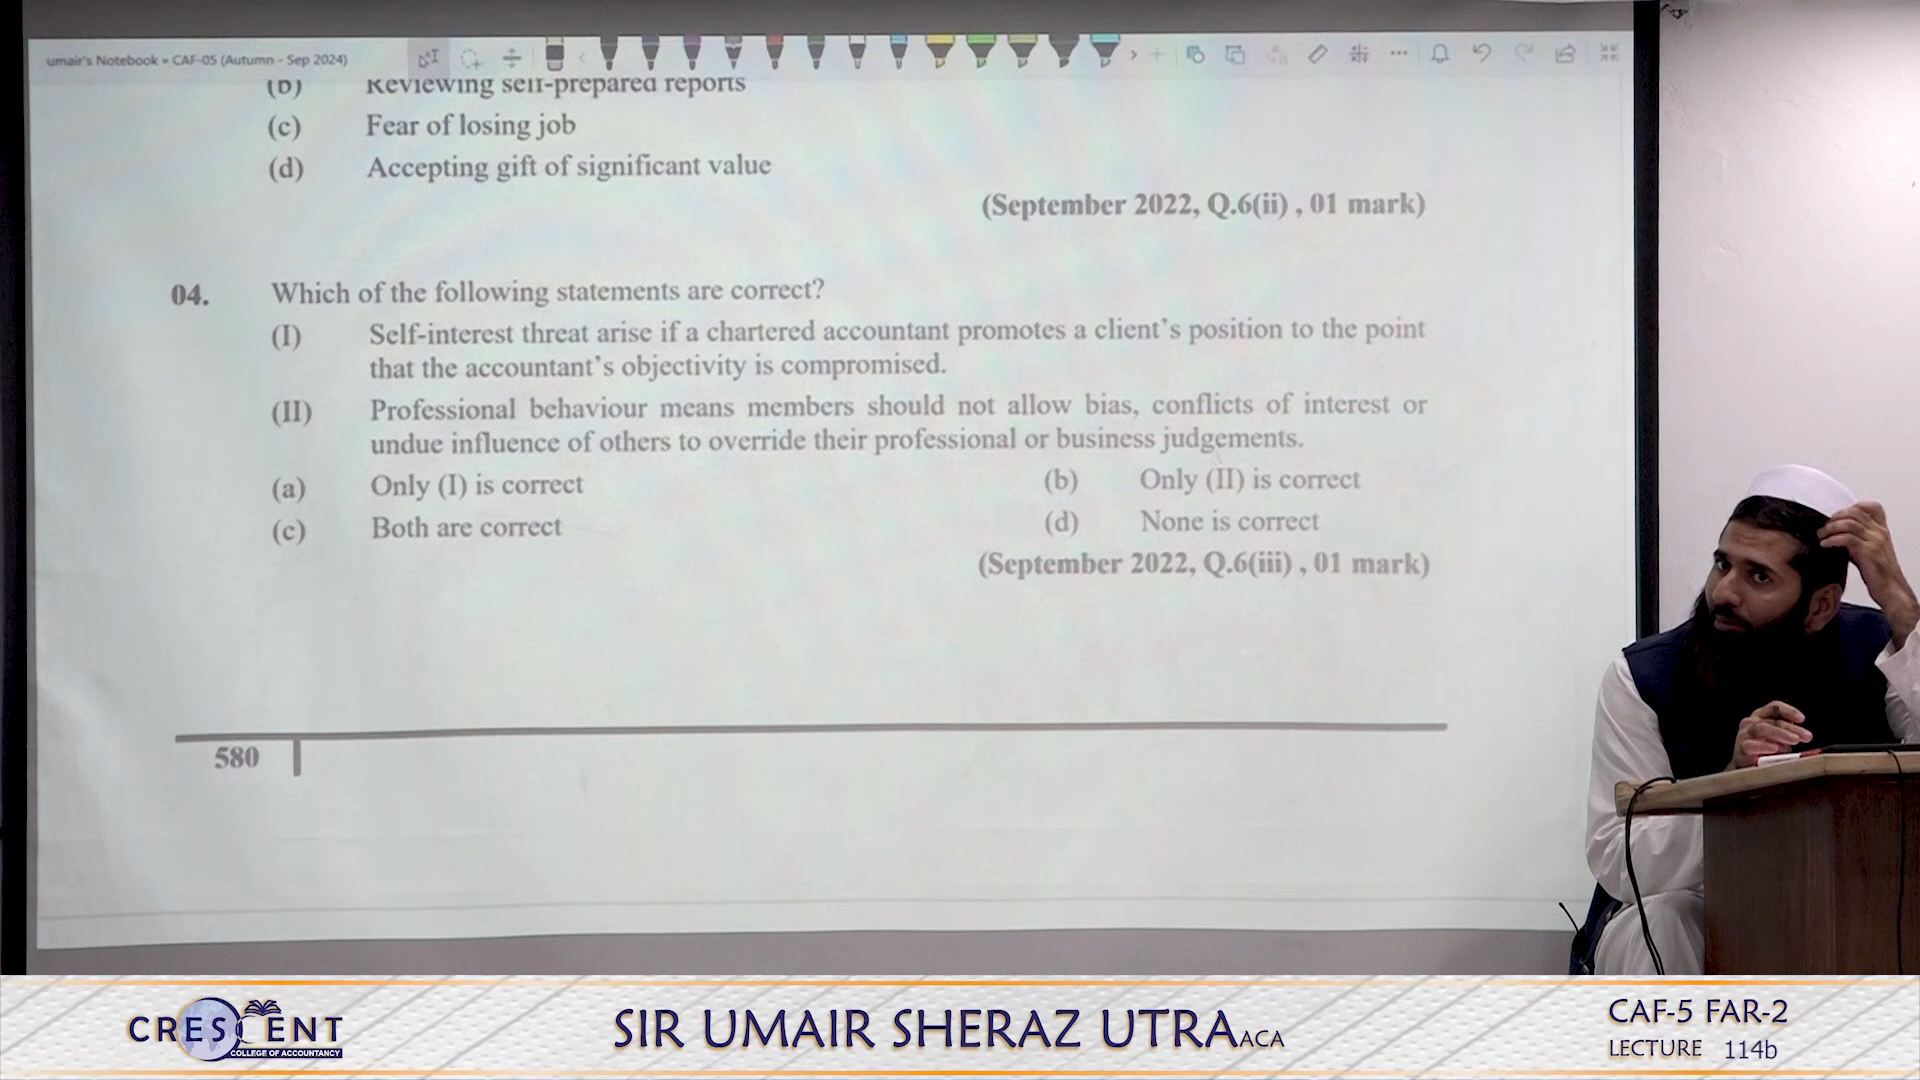 umair's Notebook » CAF-05 (Autumn - Sep 2024)
(b) Reviewing self-prepared reports
(c) Fear of losing job
(d) Accepting gift of significant value
(September 2022, Q.6(ii) , 01 mark)
04. Which of the following statements are correct?
(I) Self-interest threat arise if a chartered accountant promotes a client's position to the point
that the accountant's objectivity is compromised.
(II) Professional behaviour means members should not allow bias, conflicts of interest or
undue influence of others to override their professional or business judgements.
(a) Only (I) is correct (b) Only (II) is correct
(c) Both are correct (d) None is correct
(September 2022, Q.6(iii) , 01 mark)
580
CRESCENT
COLLEGE OF ACCOUNTANCY
SIR UMAIR SHERAZ UTRA ACA
CAF-5 FAR-2
LECTURE 114b